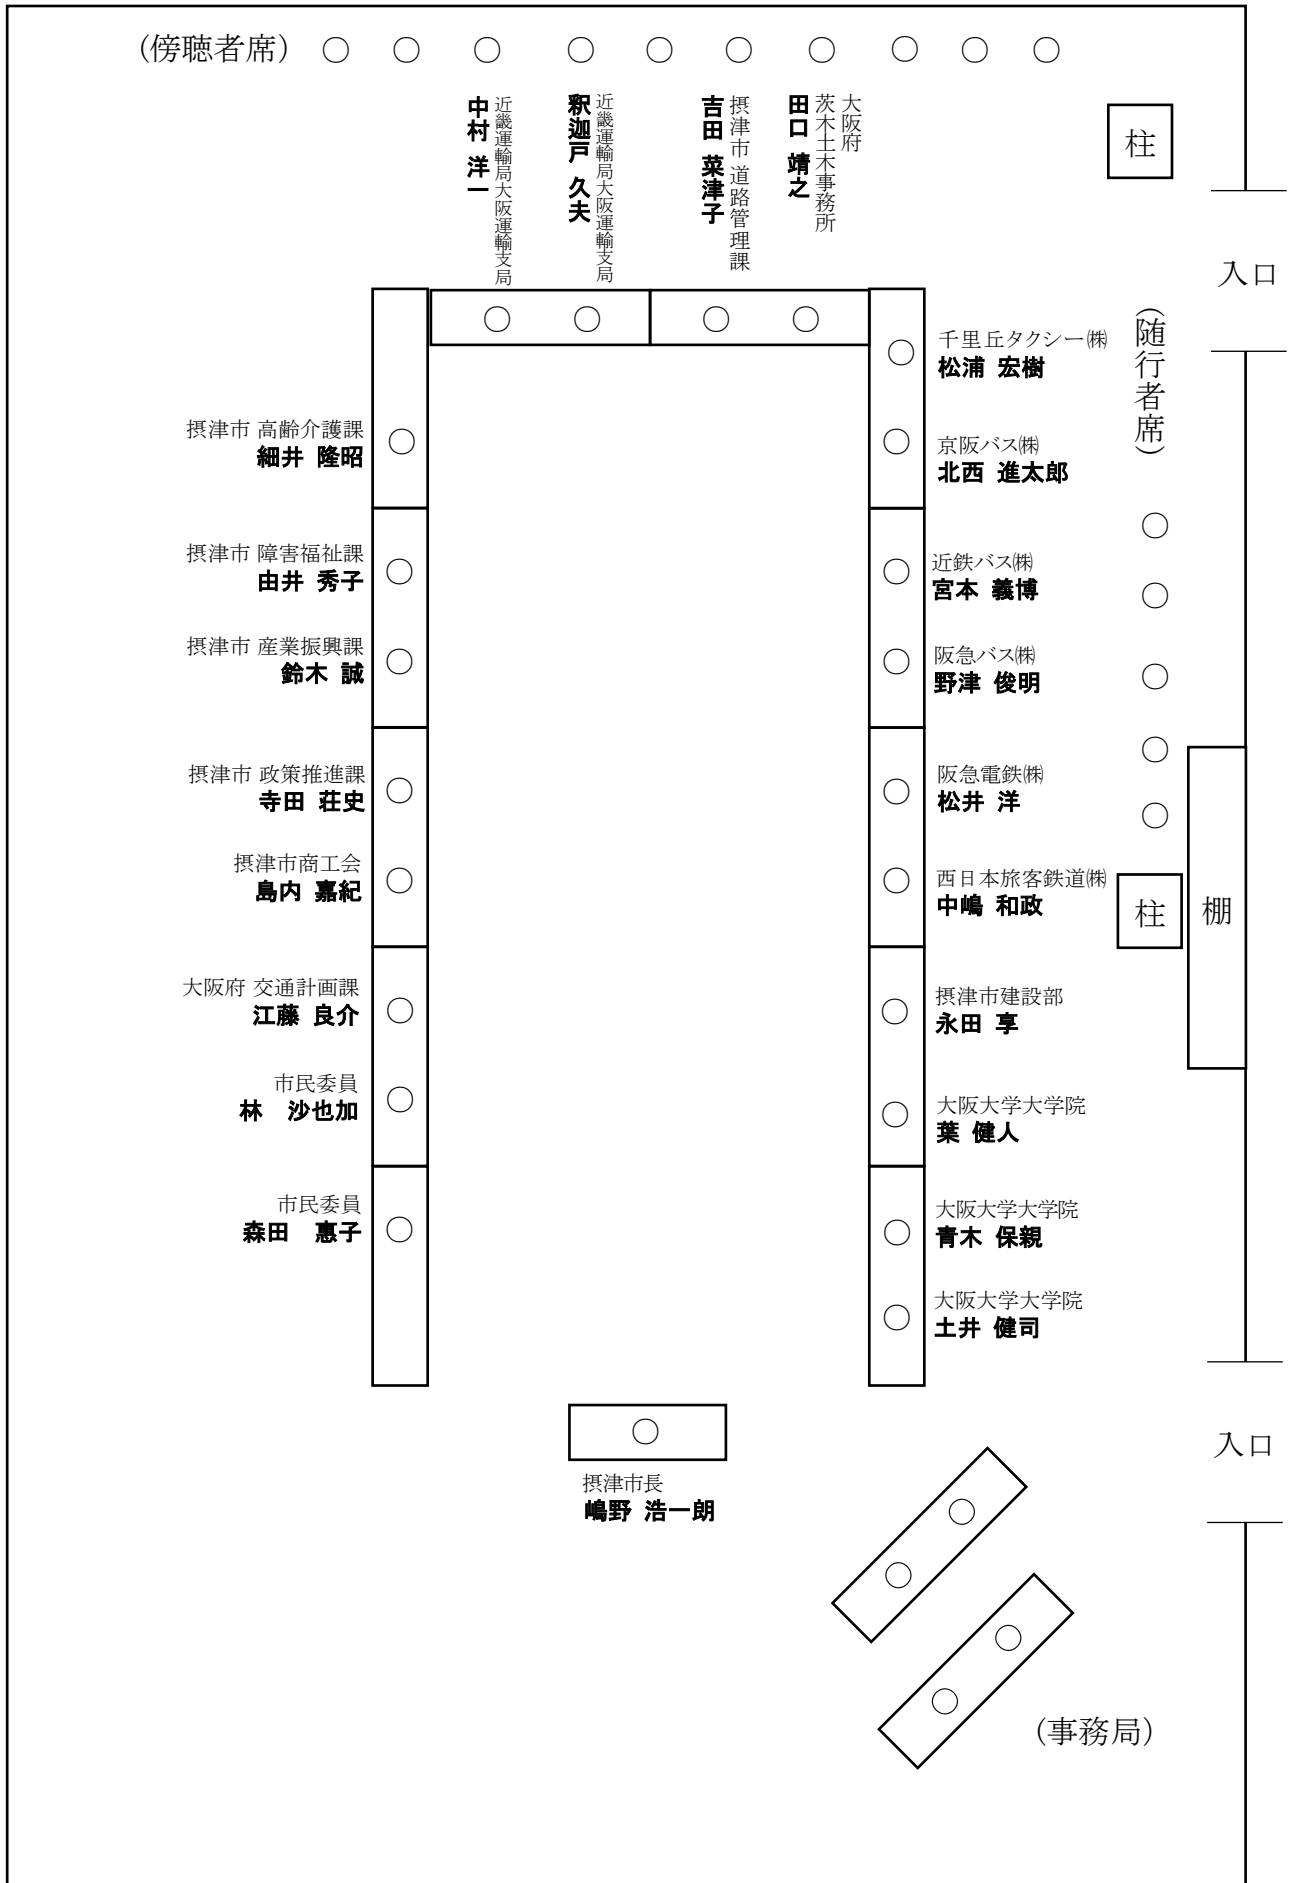 (傍聴者席) ○ ○ ○ ○ ○ ○ ○ ○ ○ ○
大阪府
茨木土木事務所
田口 靖之
摂津市 道路管理課
吉田 菜津子
近畿運輸局大阪運輸支局
釈迦戸 久夫
近畿運輸局大阪運輸支局
中村 洋一
柱
入口
(随行者席)
千里丘タクシー㈱
松浦 宏樹
京阪バス㈱
北西 進太郎
近鉄バス㈱
宮本 義博
阪急バス㈱
野津 俊明
阪急電鉄㈱
松井 洋
西日本旅客鉄道㈱
中嶋 和政
摂津市建設部
永田 享
大阪大学大学院
葉 健人
大阪大学大学院
青木 保親
大阪大学大学院
土井 健司
摂津市 高齢介護課
細井 隆昭
摂津市 障害福祉課
由井 秀子
摂津市 産業振興課
鈴木 誠
摂津市 政策推進課
寺田 荘史
摂津市商工会
島内 嘉紀
大阪府 交通計画課
江藤 良介
市民委員
林　沙也加
市民委員
森田　惠子
柱
棚
摂津市長
嶋野 浩一朗
入口
(事務局)